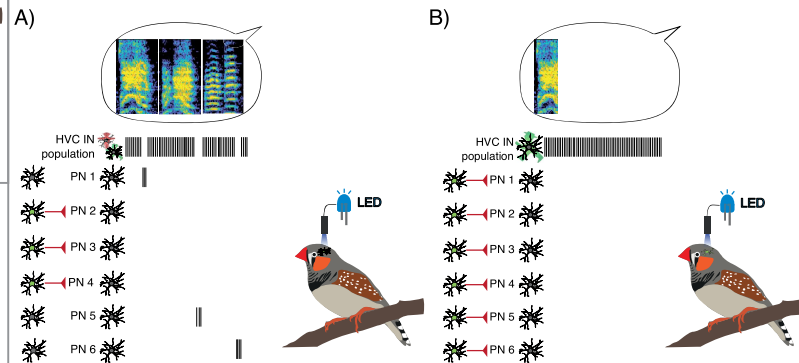 A)
HVC IN
population
PN 1
PN 2
PN 3
PN 4
PN 5
PN 6
LED
B)
HVC IN
population
PN 1
PN 2
PN 3
PN 4
PN 5
PN 6
LED